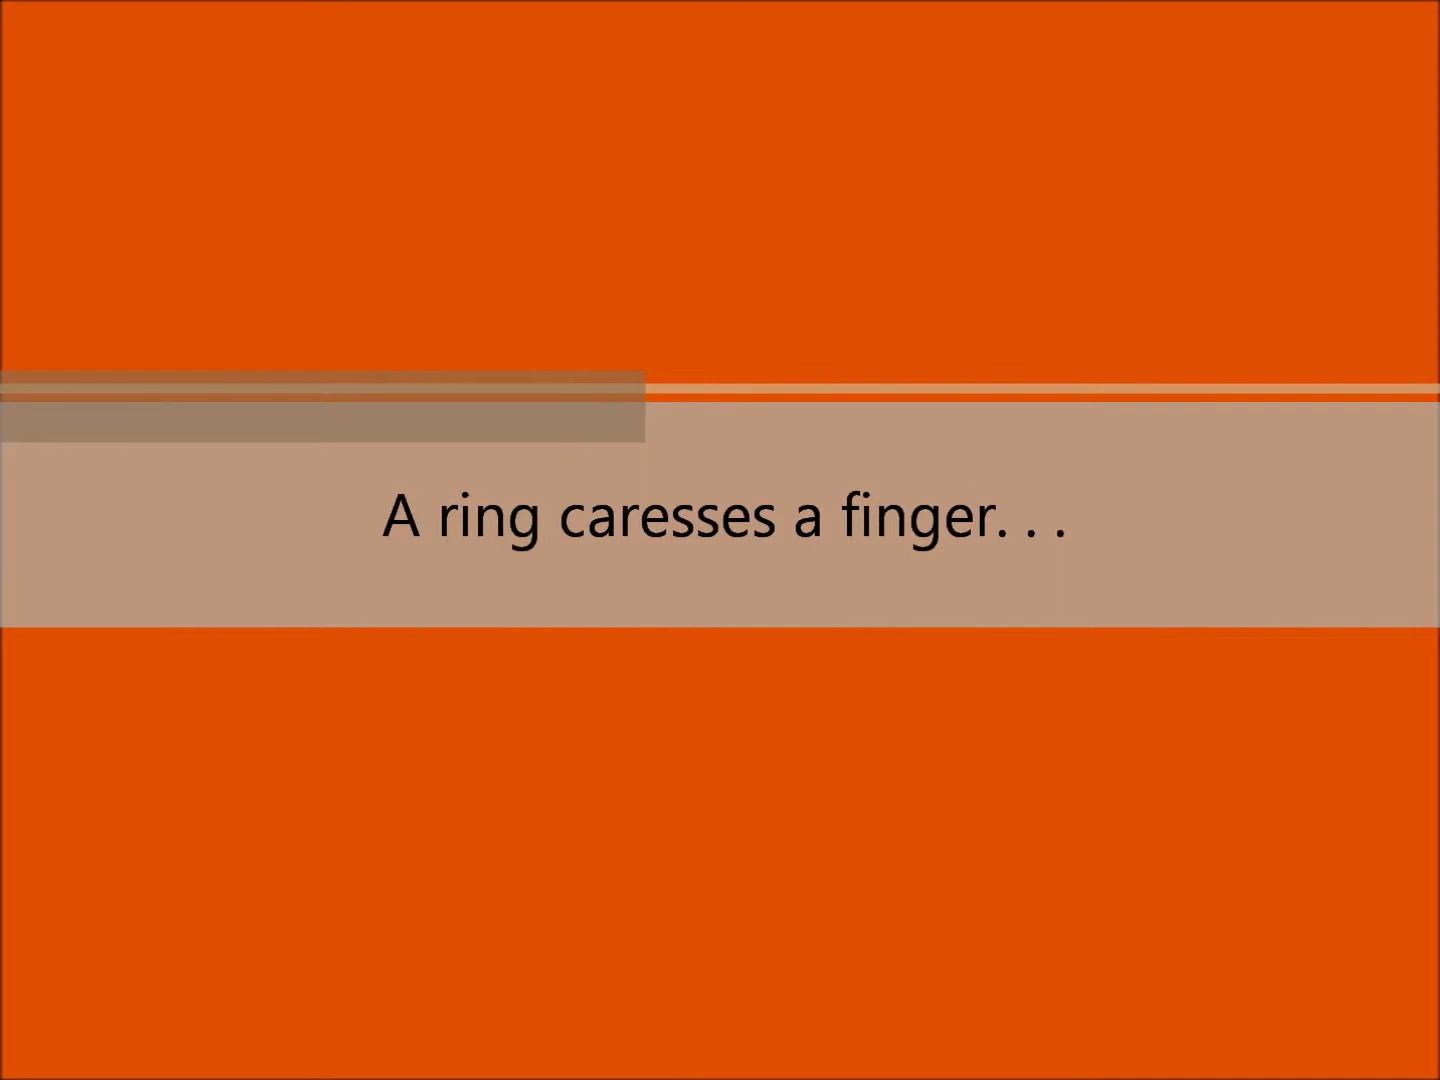 A ring caresses a finger. . .